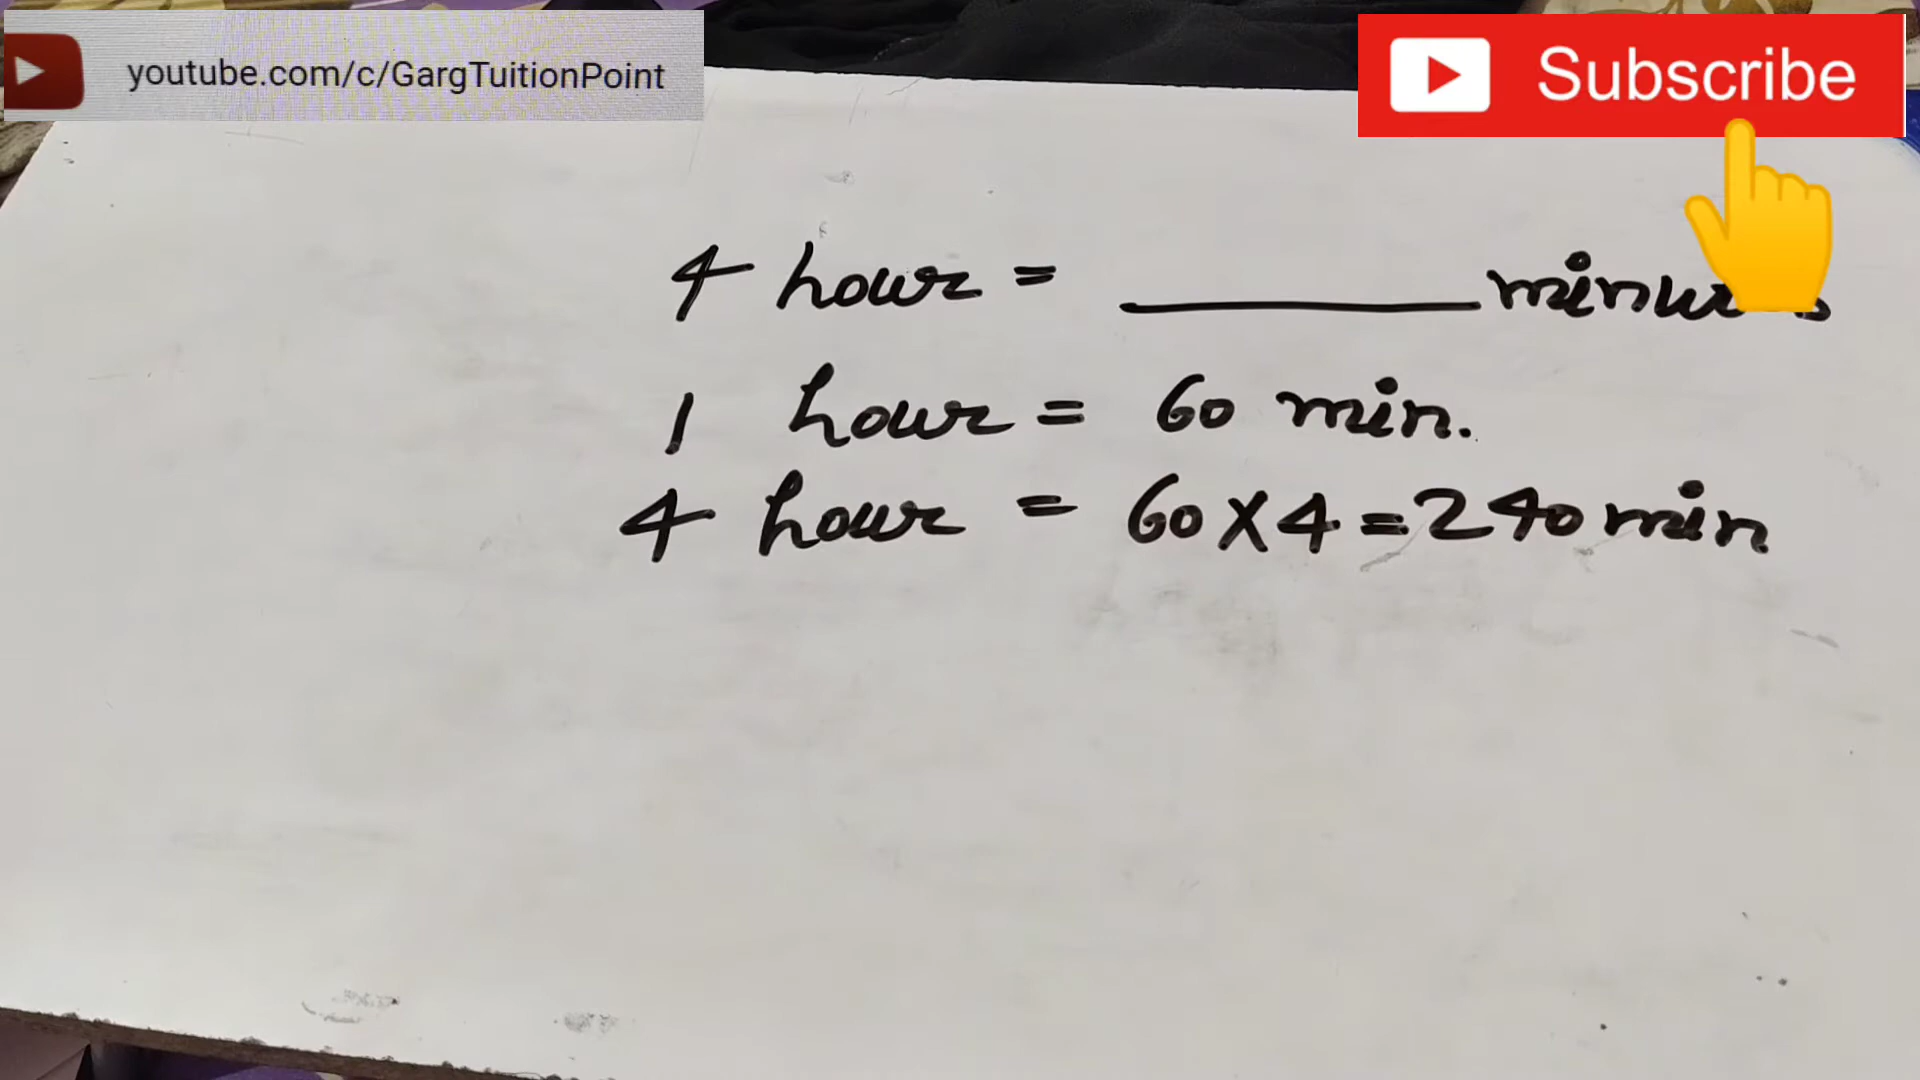 youtube.com/c/GargTuitionPoint
Subscribe
4 hour = ________
1 hour = 60 min.
4 hour = 60 X 4 = 240 min